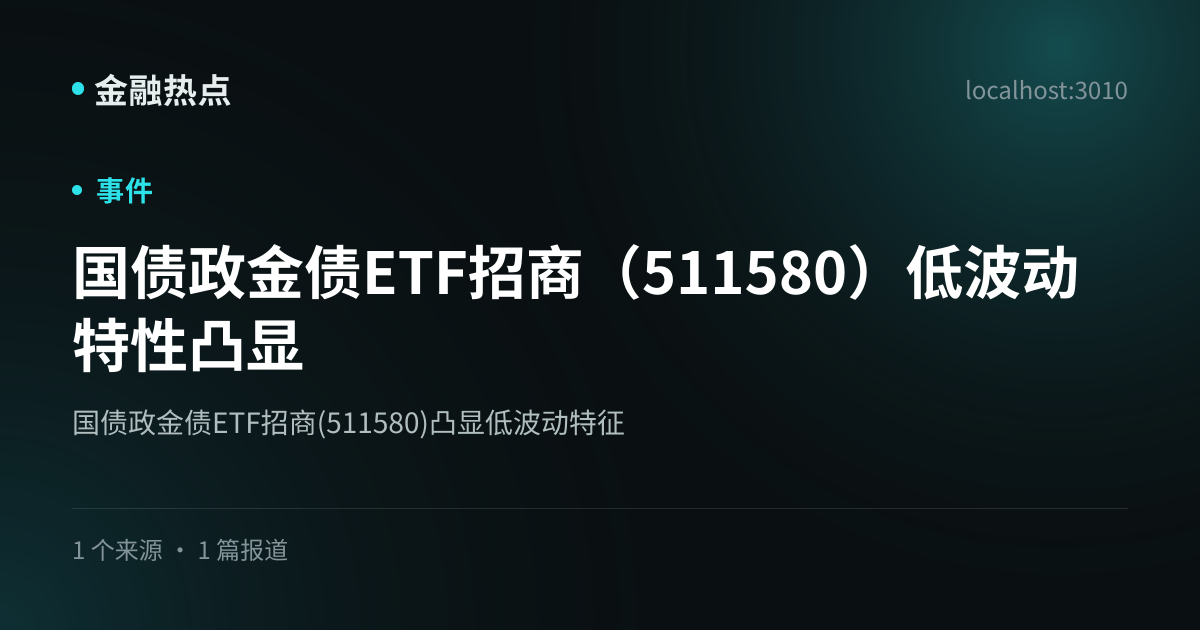 金融热点
localhost:3010
事件
国债政金债ETF招商（511580）低波动
特性凸显
国债政金债ETF招商(511580)凸显低波动特征
1 个来源 · 1 篇报道